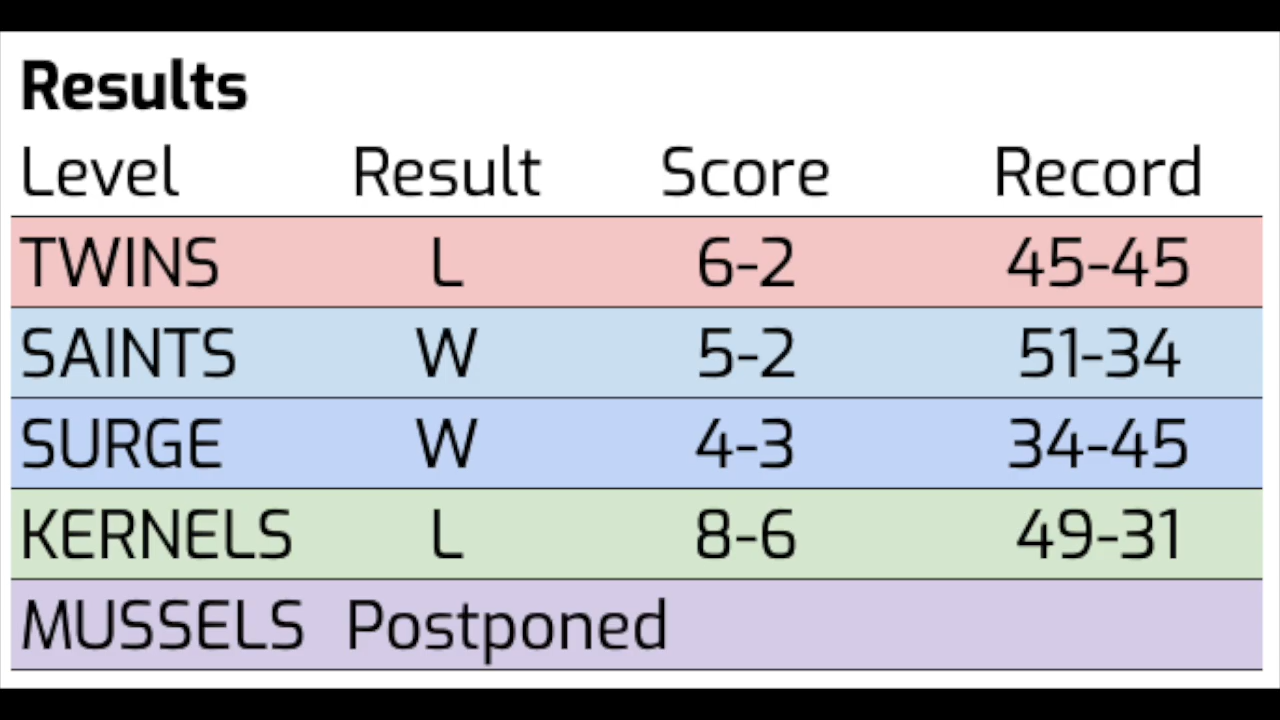 Results
Level Result Score Record
TWINS L 6-2 45-45
SAINTS W 5-2 51-34
SURGE W 4-3 34-45
KERNELS L 8-6 49-31
MUSSELS Postponed